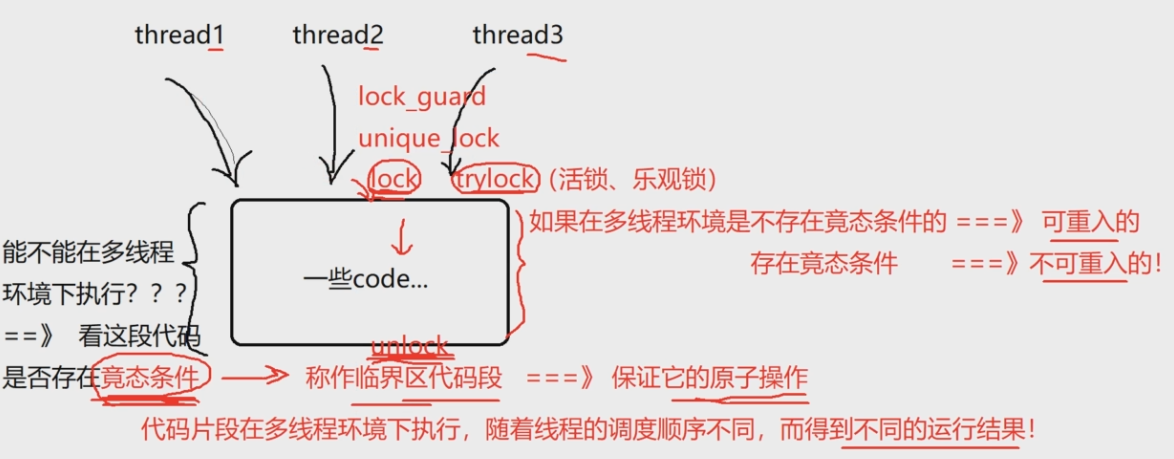 thread1 thread2 thread3
lock_guard
unique_lock
lock trylock（活锁、乐观锁）
如果在多线程环境是不存在竟态条件的 ===》 可重入的
存在竟态条件 ===》不可重入的！
能不能在多线程
环境下执行？？？
==》 看这段代码
是否存在竟态条件
一些code...
unlock
称作临界区代码段 ===》 保证它的原子操作
代码片段在多线程环境下执行，随着线程的调度顺序不同，而得到不同的运行结果！